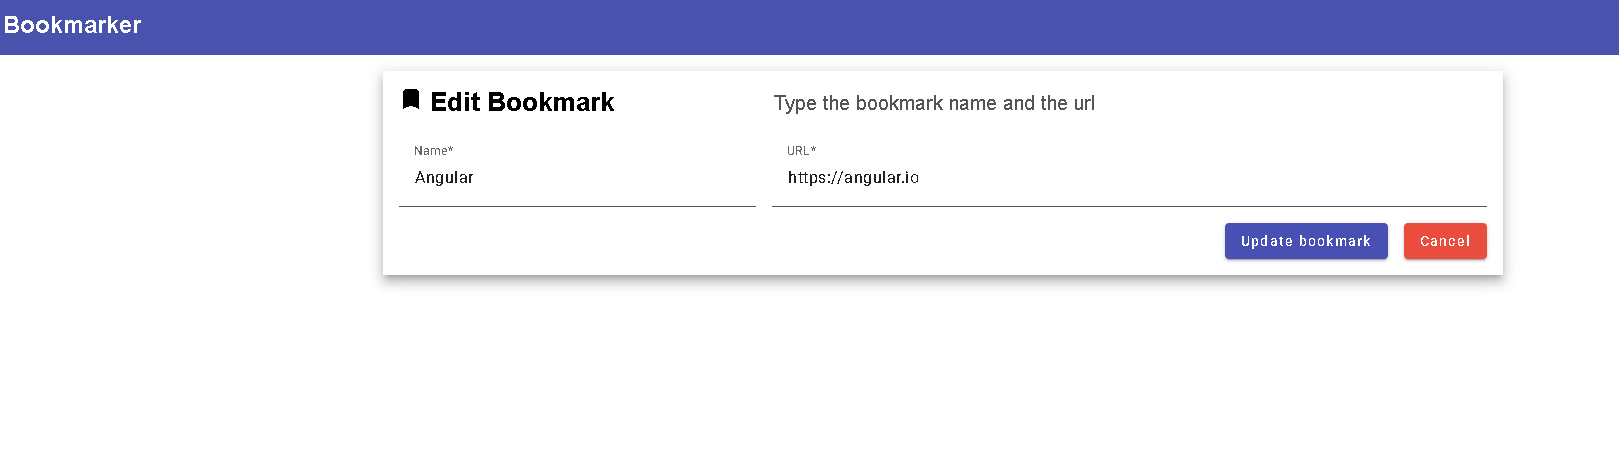 Bookmarker
Edit Bookmark
Type the bookmark name and the url
Name*
URL*
Angular
https://angular.io
Update bookmark
Cancel